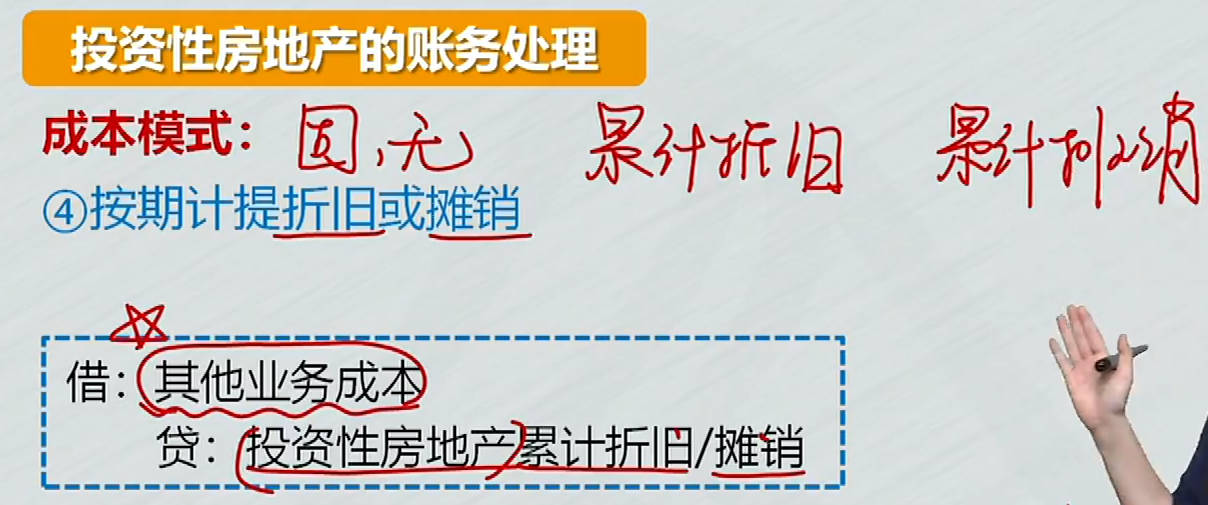 投资性房地产的账务处理
成本模式： 固,无 累计折旧 累计摊销
④按期计提折旧或摊销
借：其他业务成本
贷：投资性房地产累计折旧/摊销